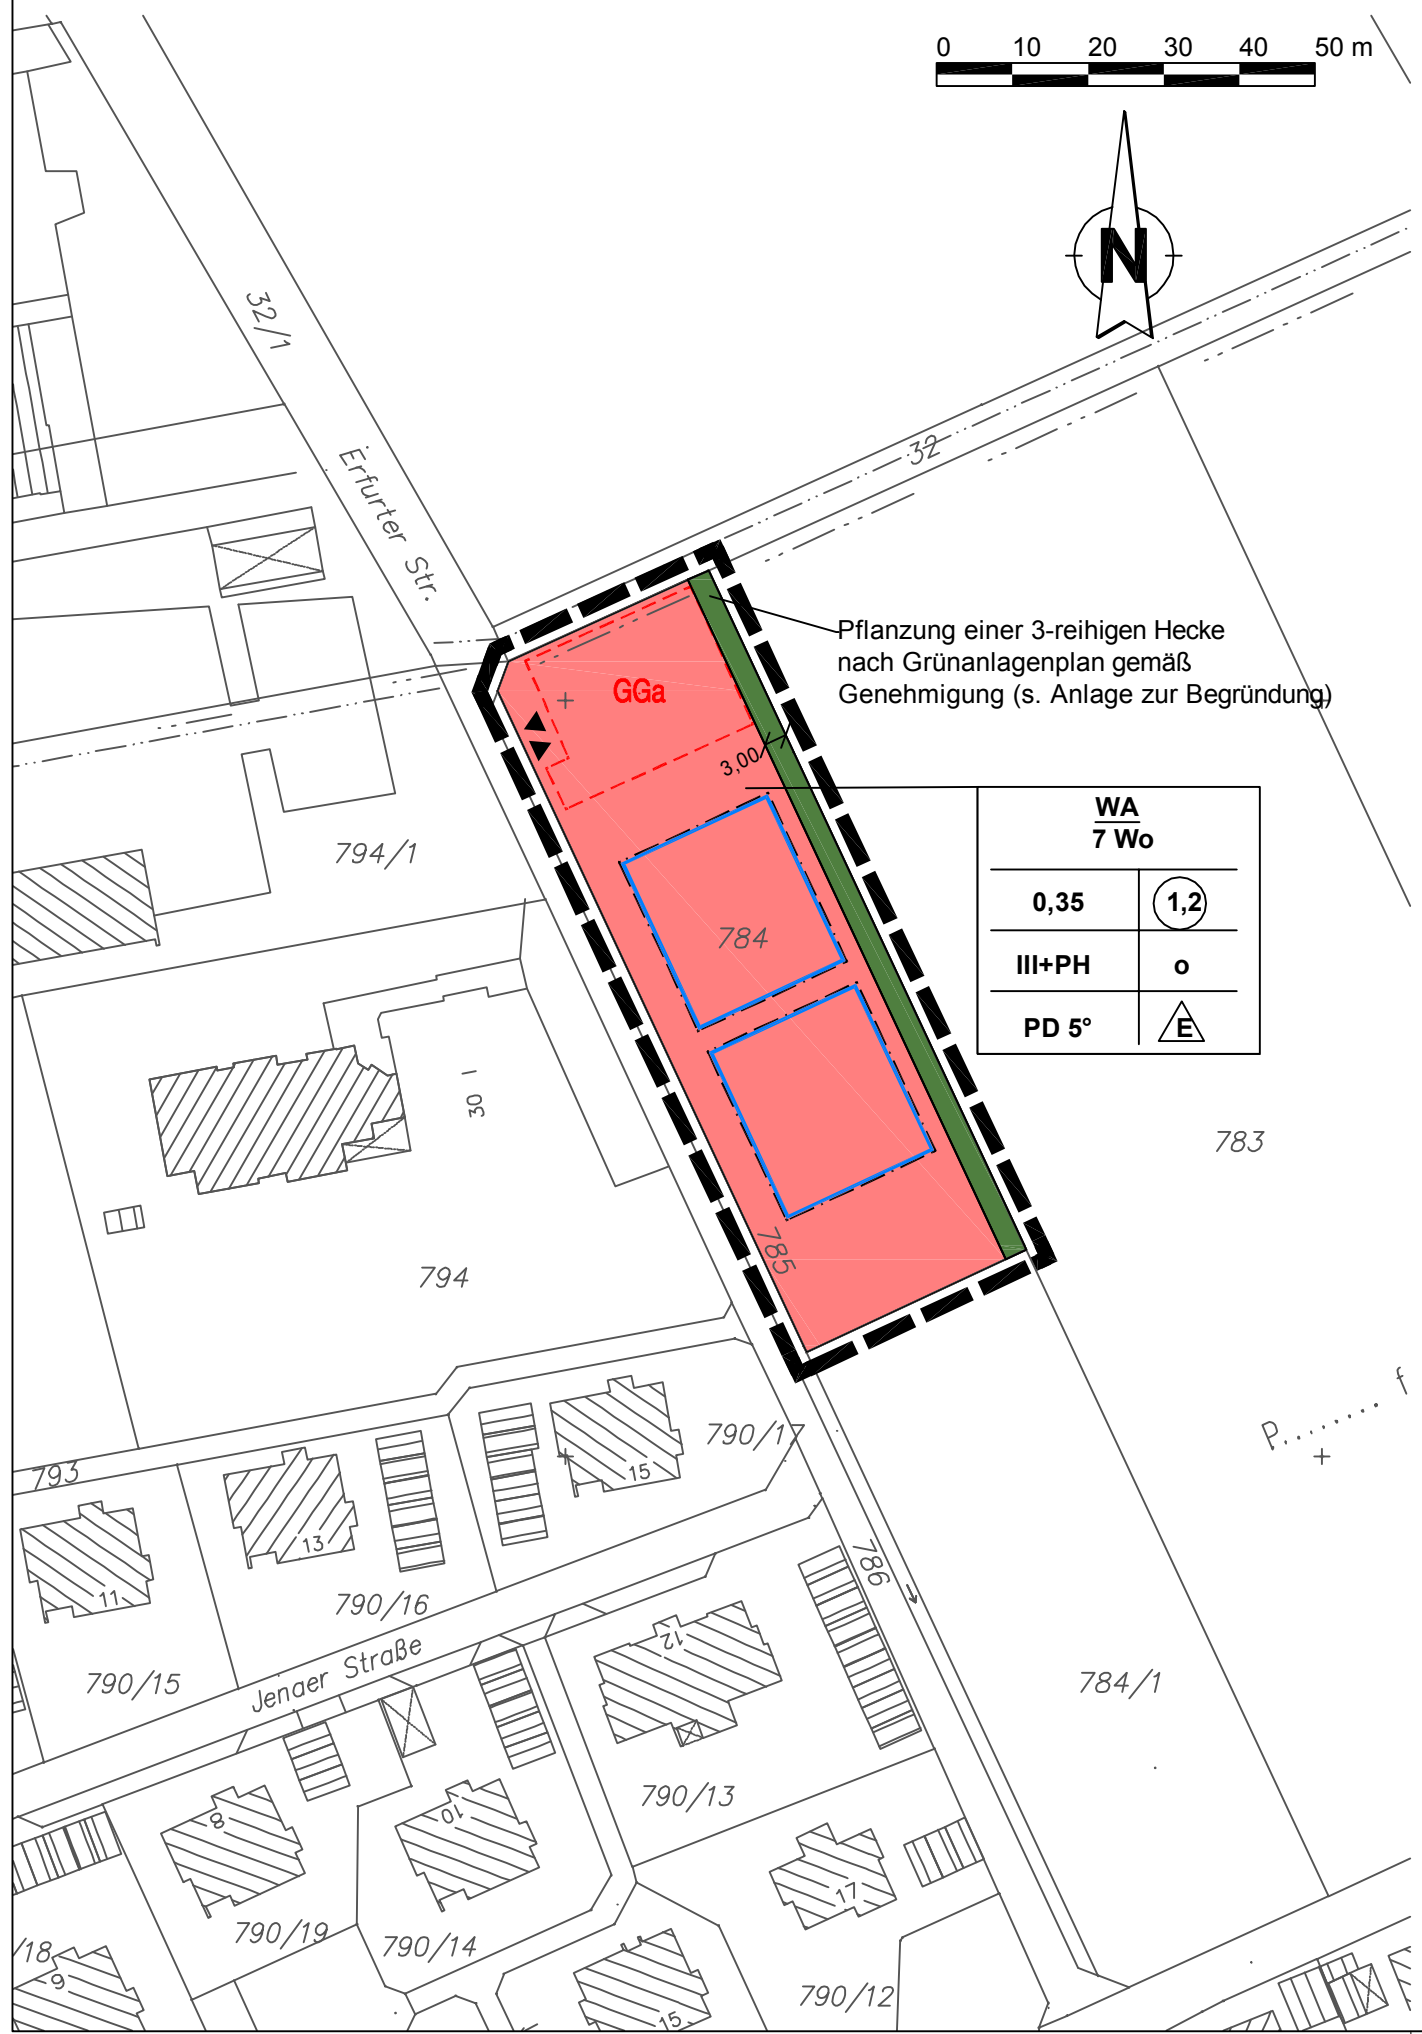 0 10 20 30 40 50 m
N
32/1
Erfurter Str.
32
Pflanzung einer 3-reihigen Hecke
nach Grünanlagenplan gemäß
Genehmigung (s. Anlage zur Begründung)
GGa
3,00
WA
7 Wo
0,35 1,2
III+PH o
PD 5° E
794/1
784
30 I
783
785
794
p........ f
790/17
793
15
13
11
786
790/16
12
Jenaer Straße
790/15
784/1
790/13
8
10
17
790/19
790/14
/18
9
790/12
15